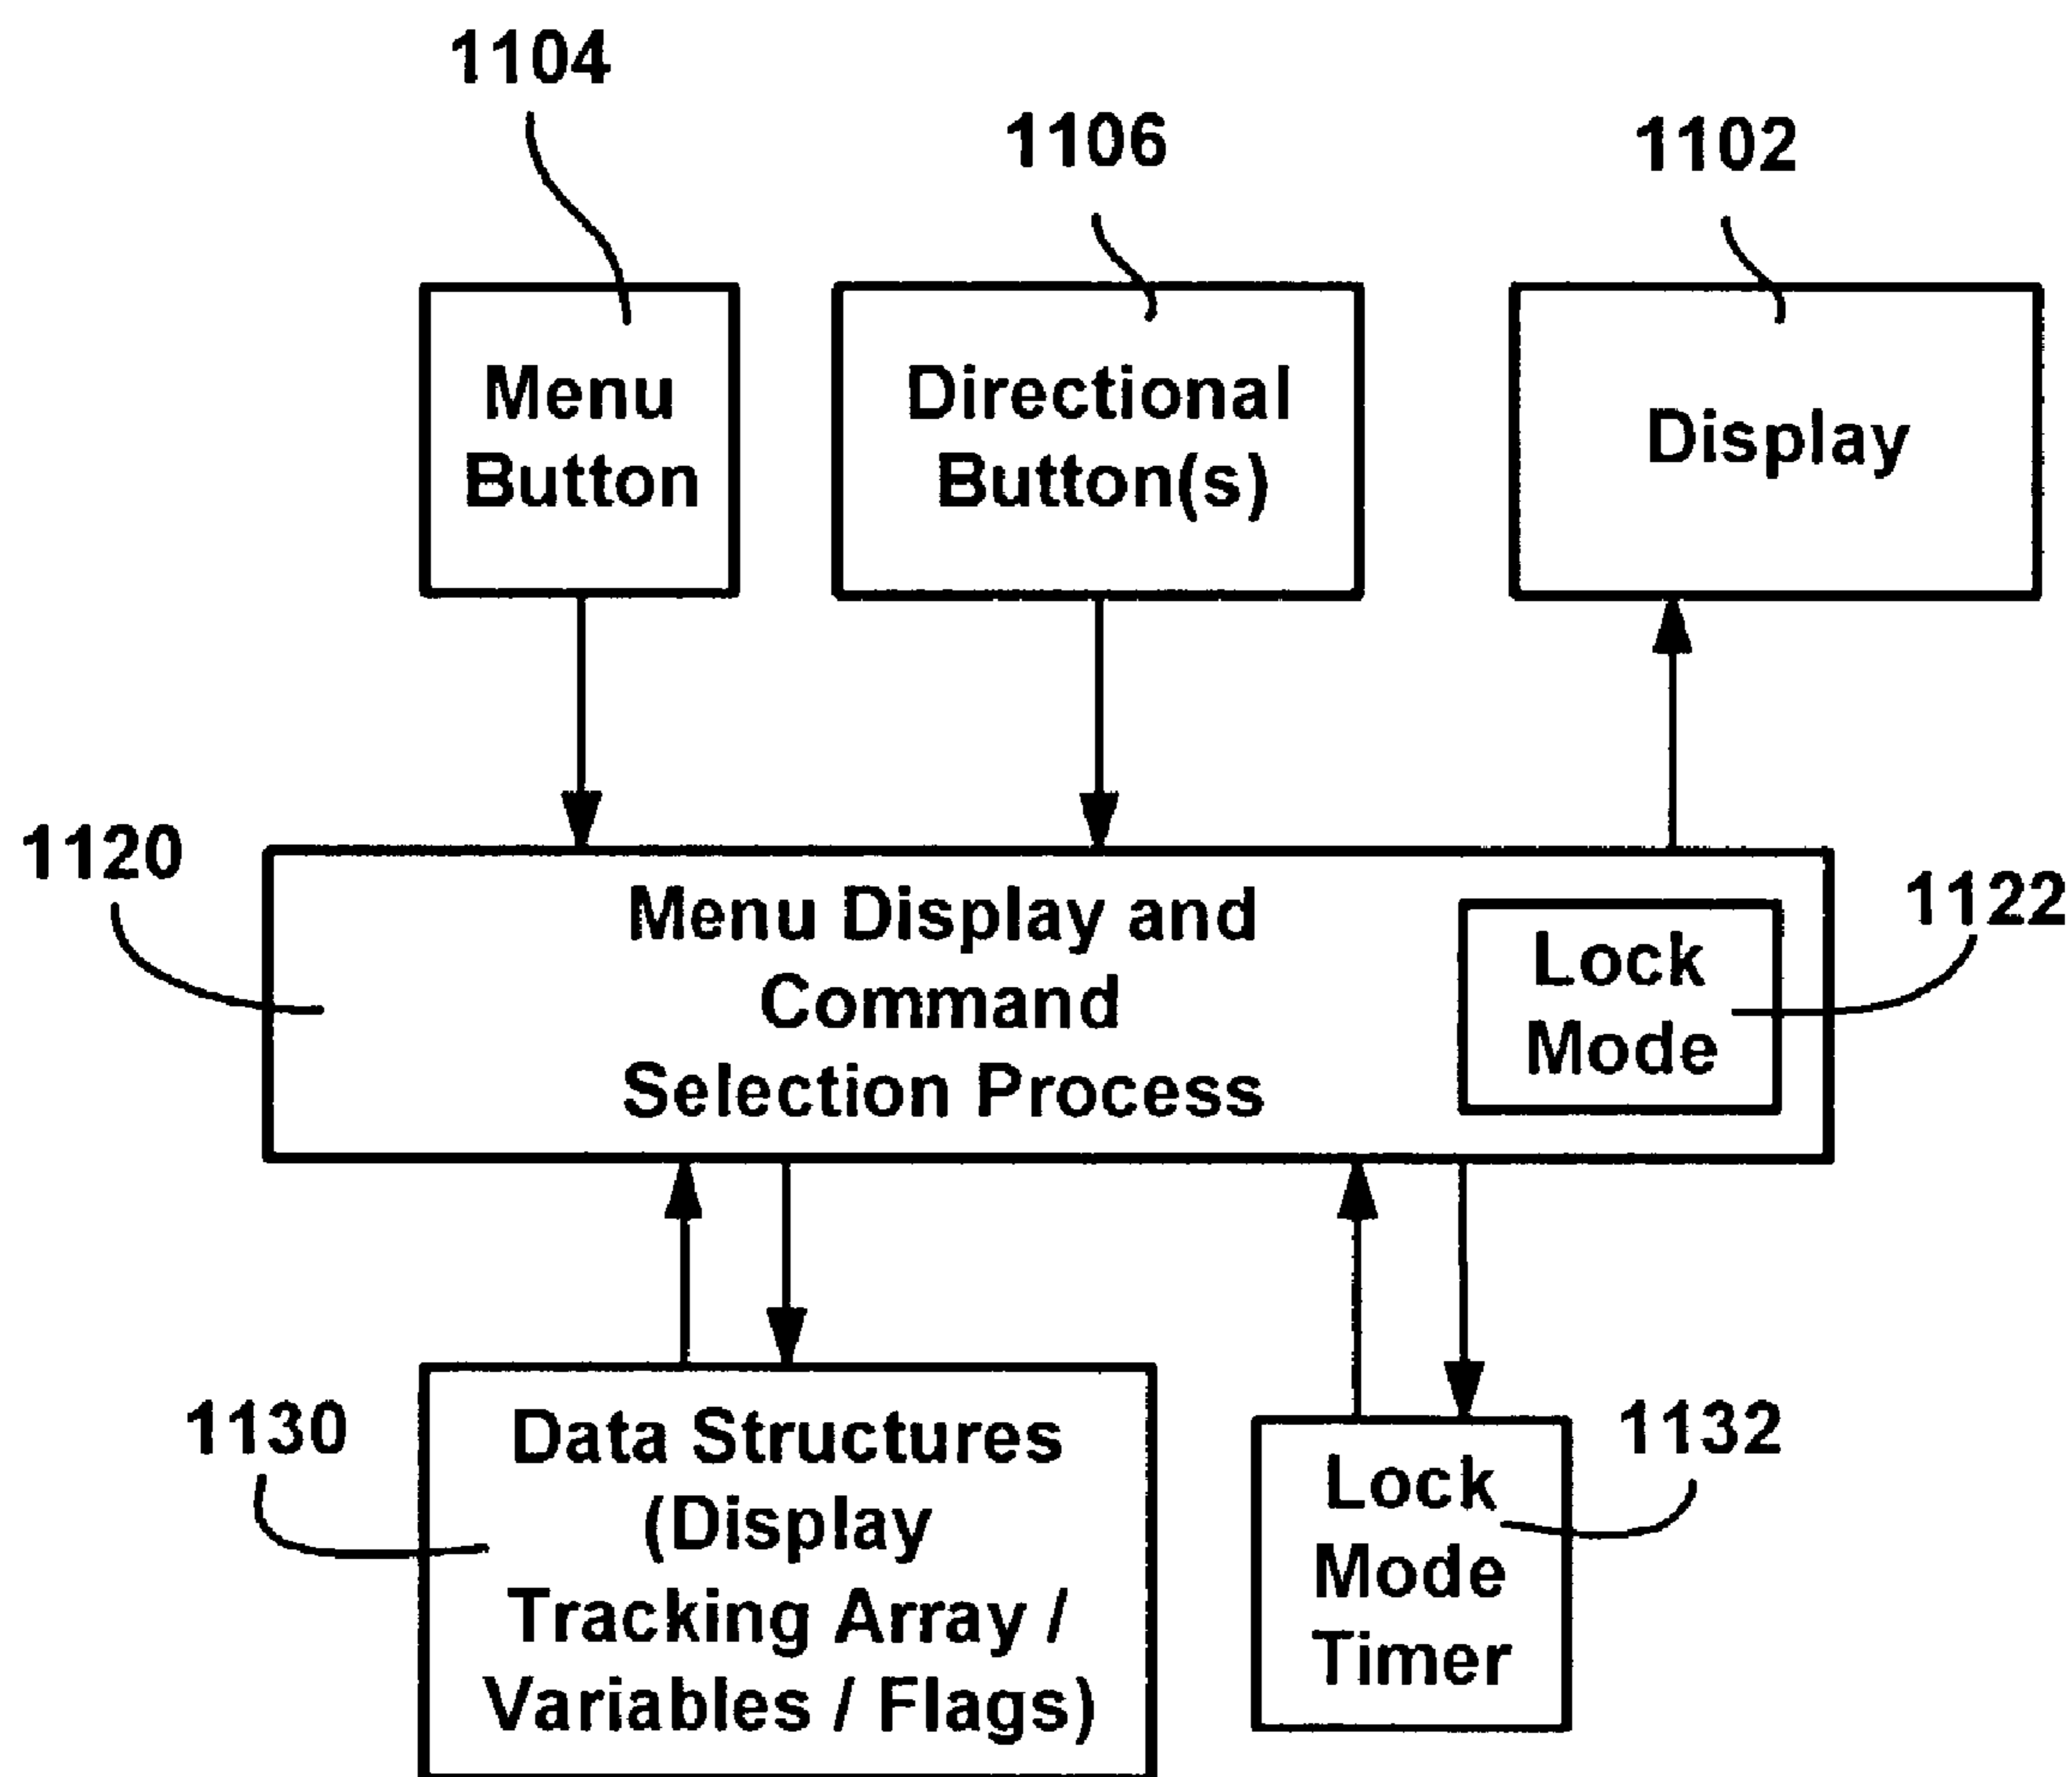 1104
1106
1102
Menu
Button
Directional
Button(s)
Display
1120
Menu Display and
Command
Selection Process
1122
Lock
Mode
1130
Data Structures
(Display
Tracking Array /
Variables / Flags)
1132
Lock
Mode
Timer